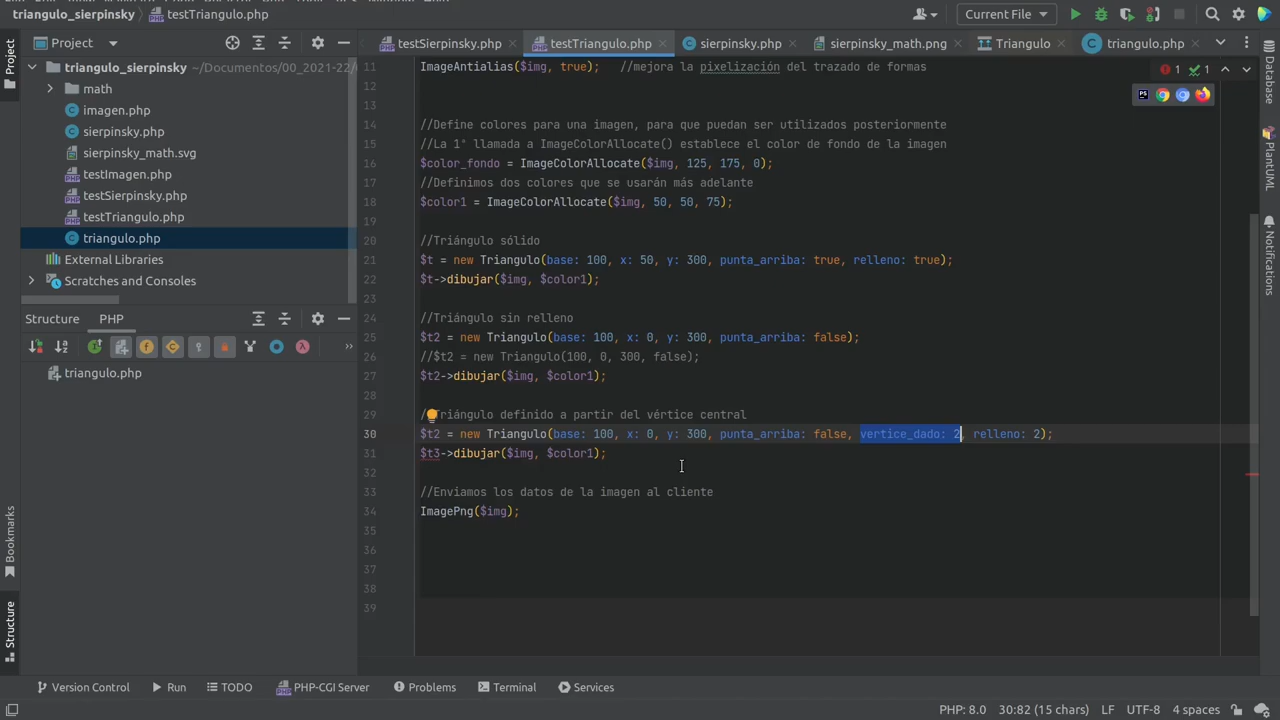 triangulo_sierpinsky
testTriangulo.php
Current File
Project
testSierpinsky.php
testTriangulo.php
sierpinsky.php
sierpinsky_math.png
Triangulo
triangulo.php
Project
triangulo_sierpinsky ~/Documentos/00_2021-22/0
math
imagen.php
sierpinsky.php
sierpinsky_math.svg
testImagen.php
testSierpinsky.php
testTriangulo.php
triangulo.php
External Libraries
Scratches and Consoles
Structure PHP
triangulo.php
Bookmarks
Structure
11 ImageAntialias($img, true); //mejora la pixelización del trazado de formas
12
13
14 //Define colores para una imagen, para que puedan ser utilizados posteriormente
15 //La 1ª llamada a ImageColorAllocate() establece el color de fondo de la imagen
16 $color_fondo = ImageColorAllocate($img, 125, 175, 0);
17 //Definimos dos colores que se usarán más adelante
18 $color1 = ImageColorAllocate($img, 50, 50, 75);
19
20 //Triángulo sólido
21 $t = new Triangulo(base: 100, x: 50, y: 300, punta_arriba: true, relleno: true);
22 $t->dibujar($img, $color1);
23
24 //Triángulo sin relleno
25 $t2 = new Triangulo(base: 100, x: 0, y: 300, punta_arriba: false);
26 //$t2 = new Triangulo(100, 0, 300, false);
27 $t2->dibujar($img, $color1);
28
29 /Triángulo definido a partir del vértice central
30 $t2 = new Triangulo(base: 100, x: 0, y: 300, punta_arriba: false, vertice_dado: 2, relleno: 2);
31 $t3->dibujar($img, $color1);
32
33 //Enviamos los datos de la imagen al cliente
34 ImagePng($img);
35
36
37
38
39
1 1
PS
Database
PlantUML
Notifications
Version Control Run TODO PHP-CGI Server Problems Terminal Services
PHP: 8.0 30:82 (15 chars) LF UTF-8 4 spaces